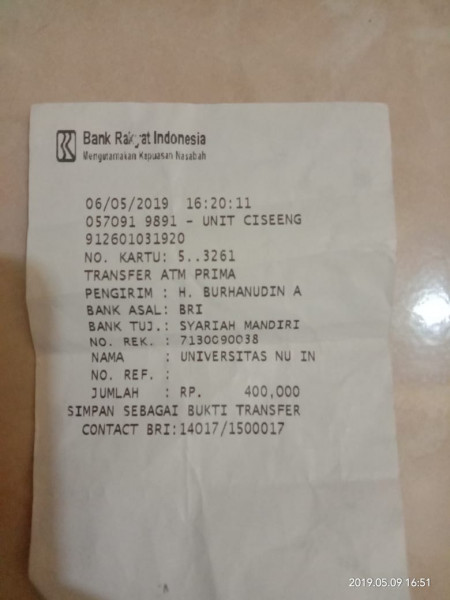 Bank Rakyat Indonesia
Mengutamakan Kepuasan Nasabah
06/05/2019 16:20:11
057091 9891 - UNIT CISEENG
912601031920
NO. KARTU: 5..3261
TRANSFER ATM PRIMA
PENGIRIM : H. BURHANUDIN A
BANK ASAL: BRI
BANK TUJ.: SYARIAH MANDIRI
NO. REK. : 7130090038
NAMA : UNIVERSITAS NU IN
NO. REF. :
JUMLAH : RP. 400,000
SIMPAN SEBAGAI BUKTI TRANSFER
CONTACT BRI:14017/1500017
2019.05.09 16:51